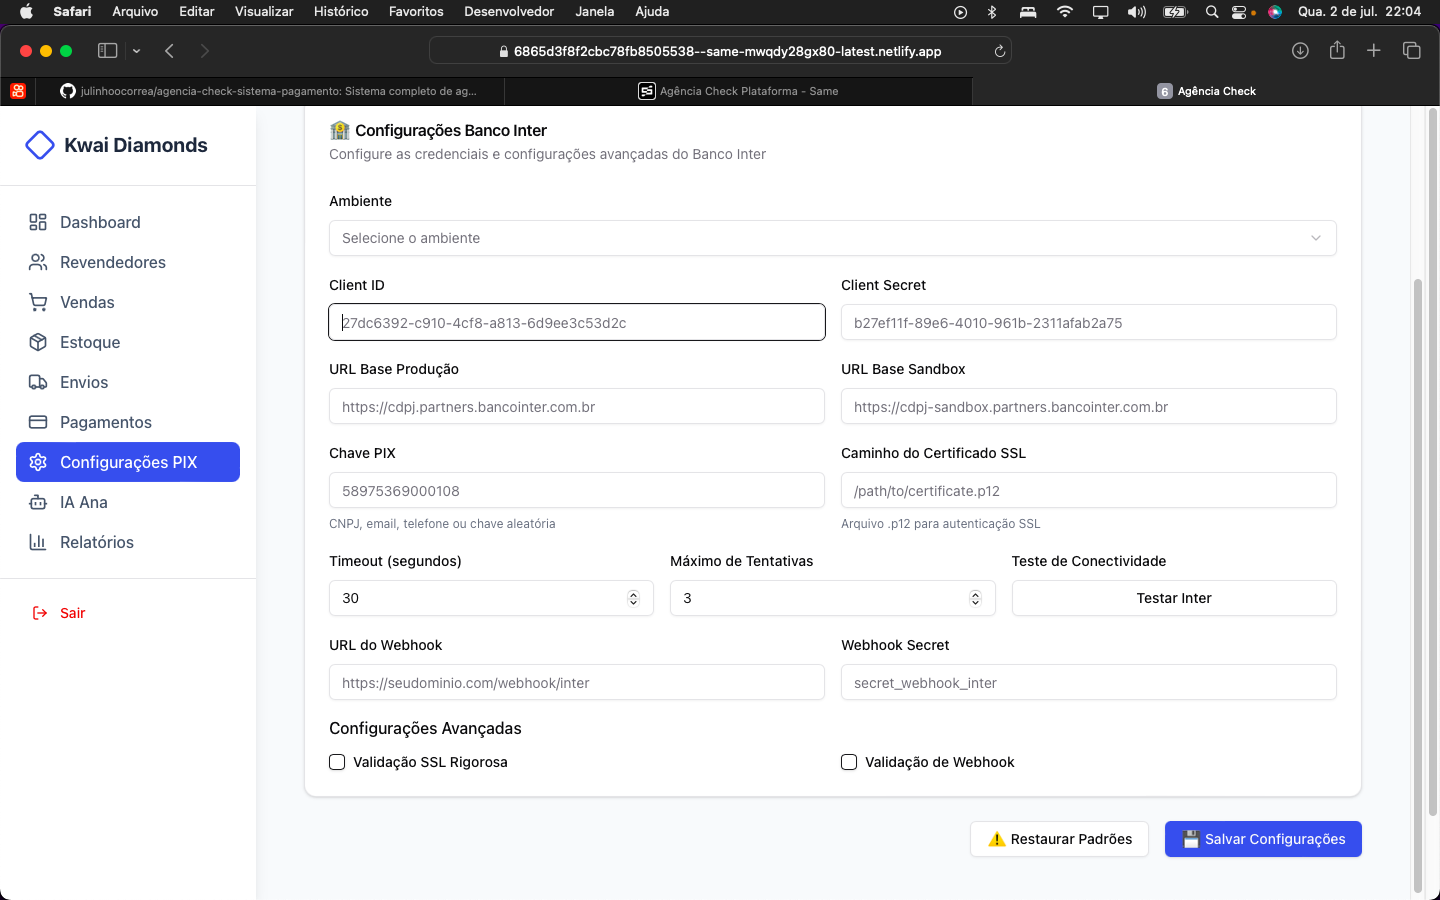 Safari Arquivo Editar Visualizar Histórico Favoritos Desenvolvedor Janela Ajuda Qua. 2 de jul. 22:04
6865d3f8f2cbc78fb8505538--same-mwqdy28gx80-latest.netlify.app
julinhoocorrea/agencia-check-sistema-pagamento: Sistema completo de ag...
Agência Check Plataforma - Same
6 Agência Check
Kwai Diamonds
Dashboard
Revendedores
Vendas
Estoque
Envios
Pagamentos
Configurações PIX
IA Ana
Relatórios
Sair
Configurações Banco Inter
Configure as credenciais e configurações avançadas do Banco Inter
Ambiente
Selecione o ambiente
Client ID
Client Secret
27dc6392-c910-4cf8-a813-6d9ee3c53d2c
b27ef11f-89e6-4010-961b-2311afab2a75
URL Base Produção
URL Base Sandbox
https://cdpj.partners.bancointer.com.br
https://cdpj-sandbox.partners.bancointer.com.br
Chave PIX
Caminho do Certificado SSL
58975369000108
/path/to/certificate.p12
CNPJ, email, telefone ou chave aleatória
Arquivo .p12 para autenticação SSL
Timeout (segundos)
Máximo de Tentativas
Teste de Conectividade
30
3
Testar Inter
URL do Webhook
Webhook Secret
https://seudominio.com/webhook/inter
secret_webhook_inter
Configurações Avançadas
Validação SSL Rigorosa
Validação de Webhook
Restaurar Padrões
Salvar Configurações